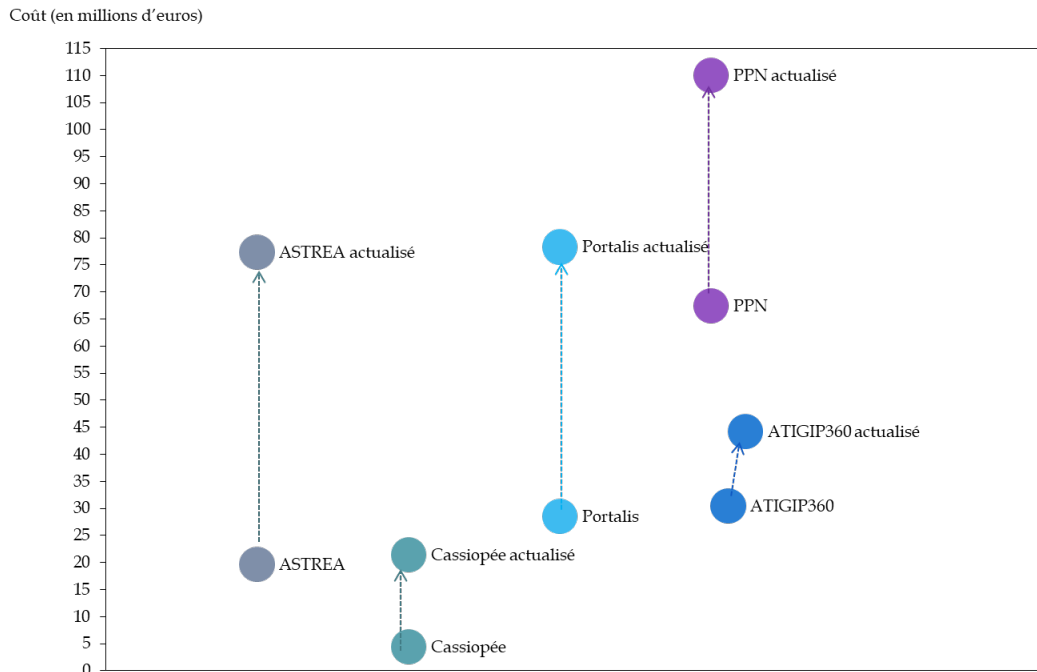 Coût (en millions d’euros)
115
110
105
100
95
90
85
80
75
70
65
60
55
50
45
40
35
30
25
20
15
10
5
0
PPN actualisé
ASTREA actualisé
Portalis actualisé
PPN
ATIGIP360 actualisé
ATIGIP360
Portalis
Cassiopée actualisé
ASTREA
Cassiopée